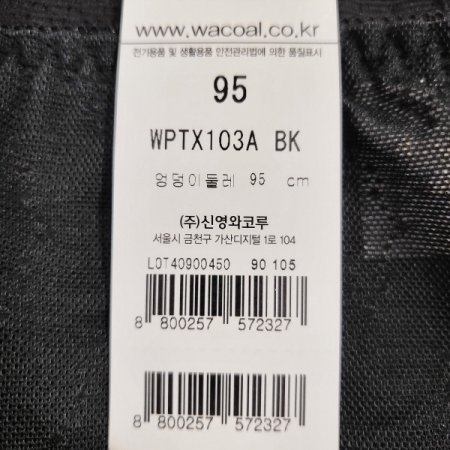 www.wacoal.co.kr
전기용품 및 생활용품 안전관리법에 의한 품질표시
95
WPTX103A BK
엉덩이둘레 95 cm
(주)신영와코루
서울시 금천구 가산디지털 1로 104
LOT40900450 90 105
8 800257 572327
8 800257 572327